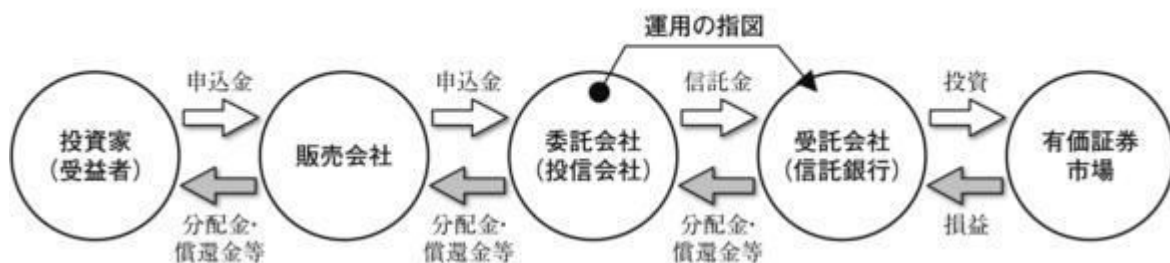 運用の指図
申込金
申込金
信託金
投資
投資家
（受益者）
販売会社
委託会社
（投信会社）
受託会社
（信託銀行）
有価証券
市場
分配金・
償還金等
分配金・
償還金等
分配金・
償還金等
損益